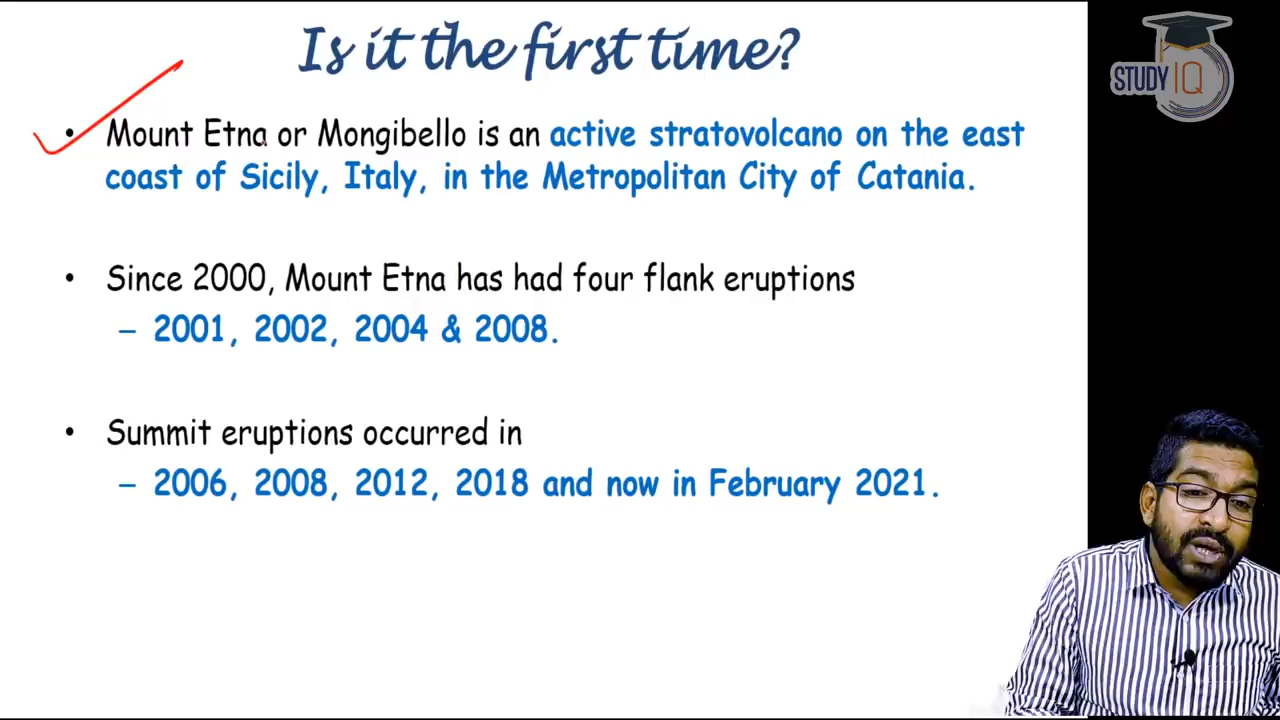 Is it the first time?
STUDY IQ
• Mount Etna or Mongibello is an active stratovolcano on the east
coast of Sicily, Italy, in the Metropolitan City of Catania.
• Since 2000, Mount Etna has had four flank eruptions
– 2001, 2002, 2004 & 2008.
• Summit eruptions occurred in
– 2006, 2008, 2012, 2018 and now in February 2021.